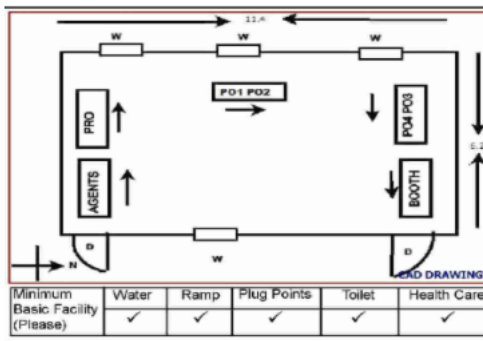 11.4
W W W
PO1 PO2
PRO
PO4 PO3
AGENTS
BOOTH
D
N
W
D
CAD DRAWING
Minimum Basic Facility (Please) Water Ramp Plug Points Toilet Health Care
✓ ✓ ✓ ✓ ✓